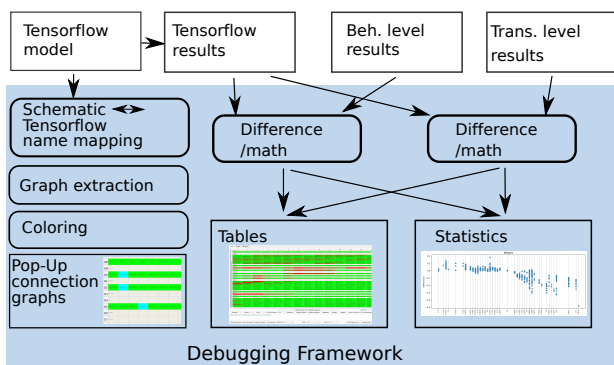 Tensorflow
model
Tensorflow
results
Beh. level
results
Trans. level
results
Schematic
Tensorflow
name mapping
Difference
/math
Difference
/math
Graph extraction
Coloring
Pop-Up
connection
graphs
Tables
Statistics
Debugging Framework